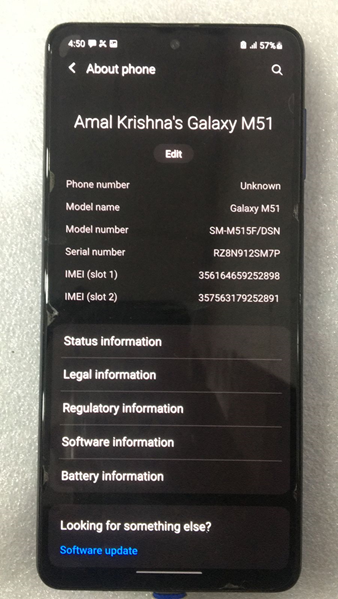 4:50 57%
About phone
Amal Krishna's Galaxy M51
Edit
Phone number Unknown
Model name Galaxy M51
Model number SM-M515F/DSN
Serial number RZ8N912SM7P
IMEI (slot 1) 356164659252898
IMEI (slot 2) 357563179252891
Status information
Legal information
Regulatory information
Software information
Battery information
Looking for something else?
Software update